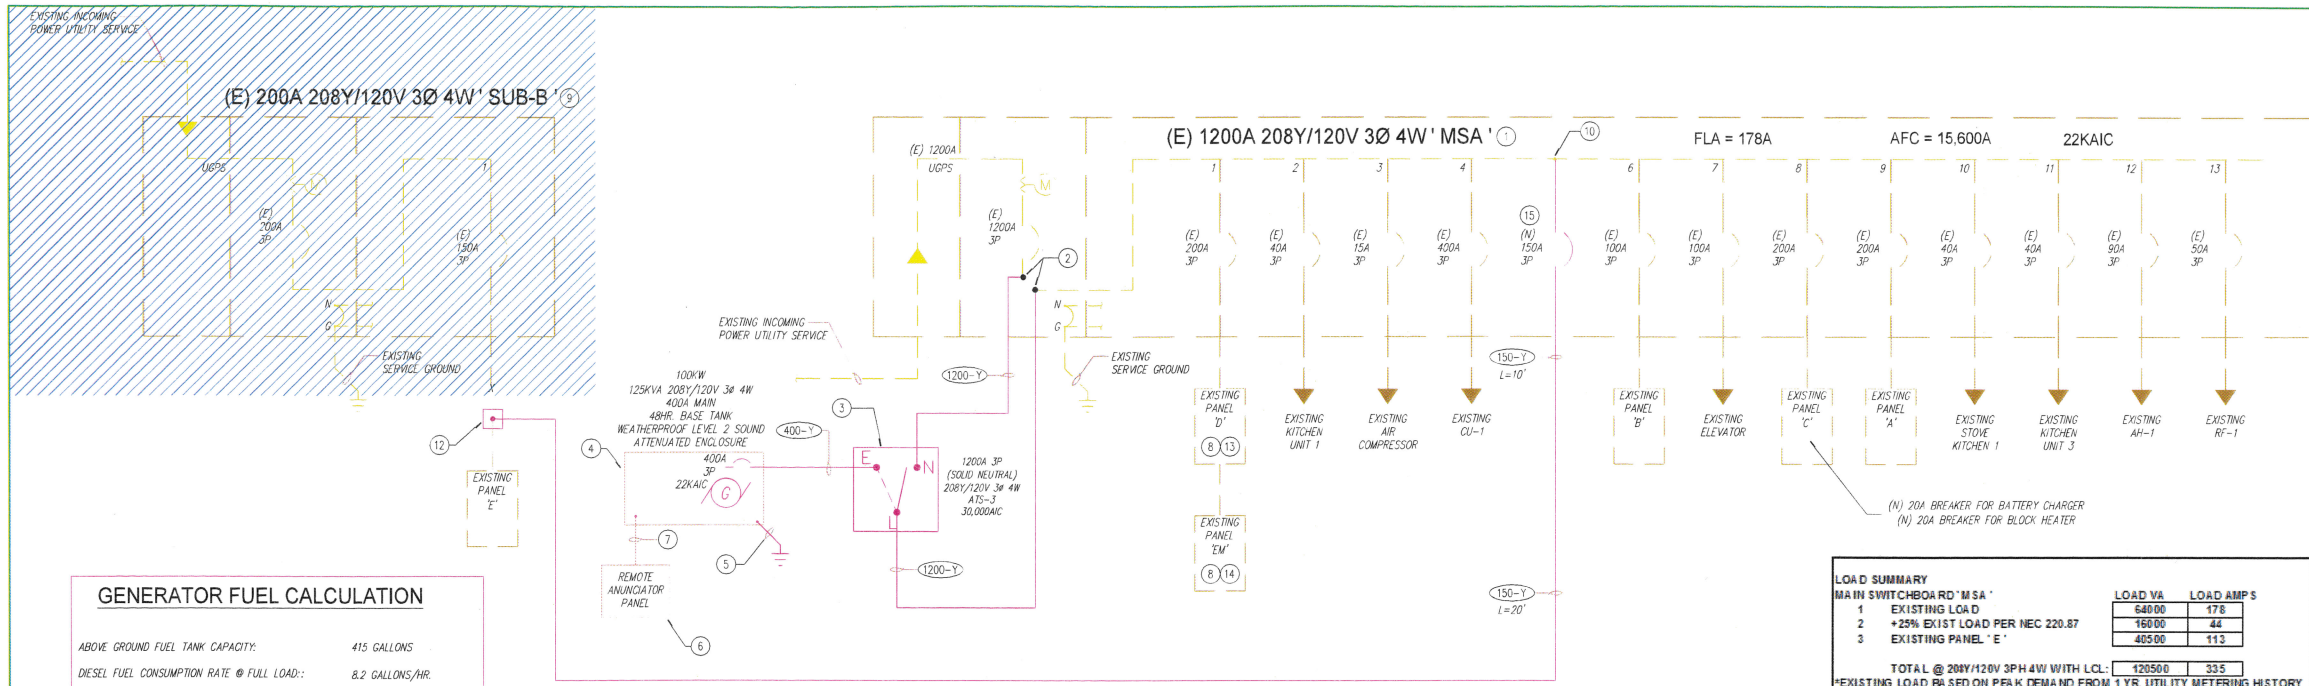 EXISTING INCOMING
POWER UTILITY SERVICE
(E) 200A 208Y/120V 3Ø 4W ' SUB-B ' 9
UGPS
M
(E)
200A
3P
1
(E)
150A
3P
N
G
EXISTING
SERVICE GROUND
X
12
EXISTING
PANEL
'E'
(E) 1200A 208Y/120V 3Ø 4W ' MSA ' 1
10
FLA = 178A
AFC = 15,600A
22KAIC
(E) 1200A
UGPS
M
(E)
1200A
3P
2
N
G
EXISTING INCOMING
POWER UTILITY SERVICE
EXISTING
SERVICE GROUND
1200-Y
1
(E)
200A
3P
2
(E)
40A
3P
3
(E)
15A
3P
4
(E)
400A
3P
15
(N)
150A
3P
6
(E)
100A
3P
7
(E)
100A
3P
8
(E)
200A
3P
9
(E)
200A
3P
10
(E)
40A
3P
11
(E)
40A
3P
12
(E)
90A
3P
13
(E)
50A
3P
150-Y
L=10'
EXISTING
PANEL
'D'
8 13
EXISTING
KITCHEN
UNIT 1
EXISTING
AIR
COMPRESSOR
EXISTING
CU-1
EXISTING
PANEL
'B'
EXISTING
ELEVATOR
EXISTING
PANEL
'C'
EXISTING
PANEL
'A'
EXISTING
STOVE
KITCHEN 1
EXISTING
KITCHEN
UNIT 3
EXISTING
AH-1
EXISTING
RF-1
EXISTING
PANEL
'EM'
8 14
(N) 20A BREAKER FOR BATTERY CHARGER
(N) 20A BREAKER FOR BLOCK HEATER
150-Y
L=20'
100KW
125KVA 208Y/120V 3ø 4W
400A MAIN
48HR. BASE TANK
WEATHERPROOF LEVEL 2 SOUND
ATTENUATED ENCLOSURE
400-Y
3
4
400A
3P
22KAIC
G
E
N
L
1200A 3P
(SOLID NEUTRAL)
208Y/120V 3ø 4W
ATS-3
30,000AIC
7
5
1200-Y
REMOTE
ANUNCIATOR
PANEL
6
GENERATOR FUEL CALCULATION
ABOVE GROUND FUEL TANK CAPACITY: 415 GALLONS
DIESEL FUEL CONSUMPTION RATE @ FULL LOAD:: 8.2 GALLONS/HR.
LOAD SUMMARY
MAIN SWITCHBOARD ' MSA ' LOAD VA LOAD AMPS
1 EXISTING LOAD 64000 178
2 +25% EXIST LOAD PER NEC 220.87 16000 44
3 EXISTING PANEL ' E ' 40500 113
TOTAL @ 208Y/120V 3PH 4W WITH LCL: 120500 335
*EXISTING LOAD BASED ON PEAK DEMAND FROM 1 YR. UTILITY METERING HISTORY